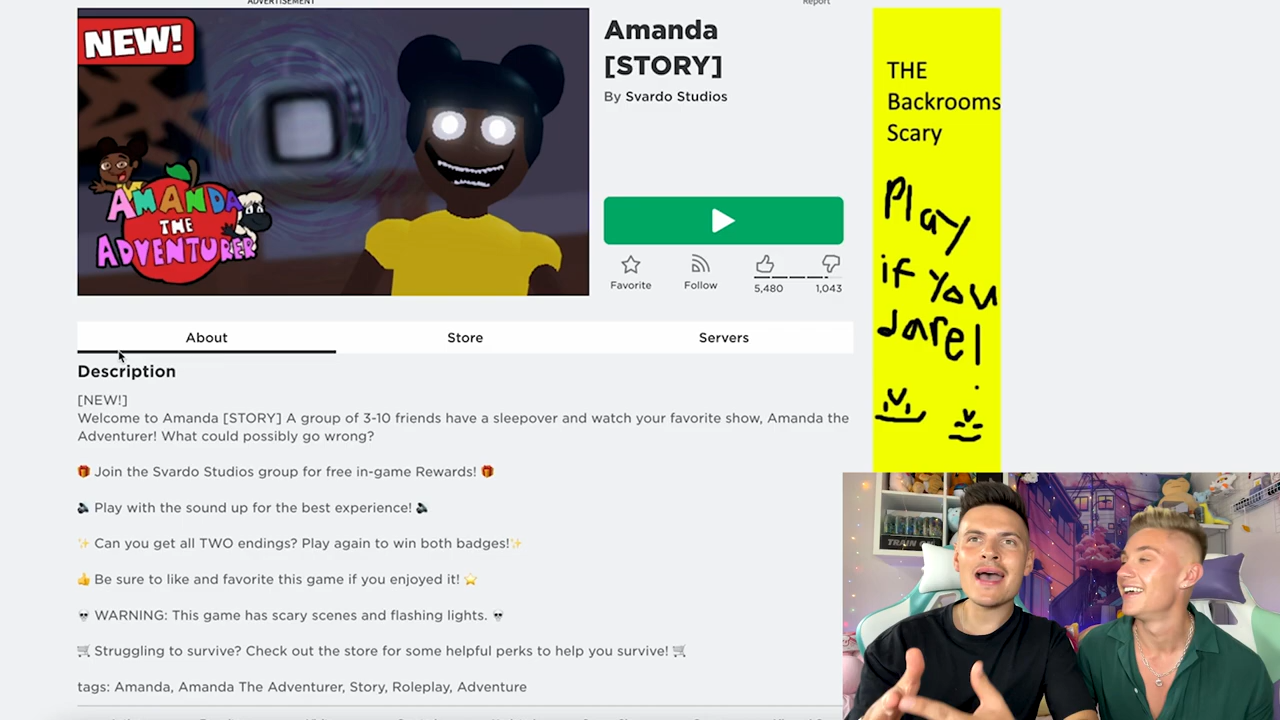 ADVERTISEMENT
Report
NEW!
AMANDA
THE
ADVENTURER
Amanda
[STORY]
By Svardo Studios
Favorite
Follow
5,480
1,043
THE
Backrooms
Scary
Play
if you
dare!
About
Store
Servers
Description
[NEW!]
Welcome to Amanda [STORY] A group of 3-10 friends have a sleepover and watch your favorite show, Amanda the
Adventurer! What could possibly go wrong?
🎁 Join the Svardo Studios group for free in-game Rewards! 🎁
🔊 Play with the sound up for the best experience! 🔊
✨ Can you get all TWO endings? Play again to win both badges!✨
👍 Be sure to like and favorite this game if you enjoyed it! ⭐
💀 WARNING: This game has scary scenes and flashing lights. 💀
🛒 Struggling to survive? Check out the store for some helpful perks to help you survive! 🛒
tags: Amanda, Amanda The Adventurer, Story, Roleplay, Adventure
TRAIN ON